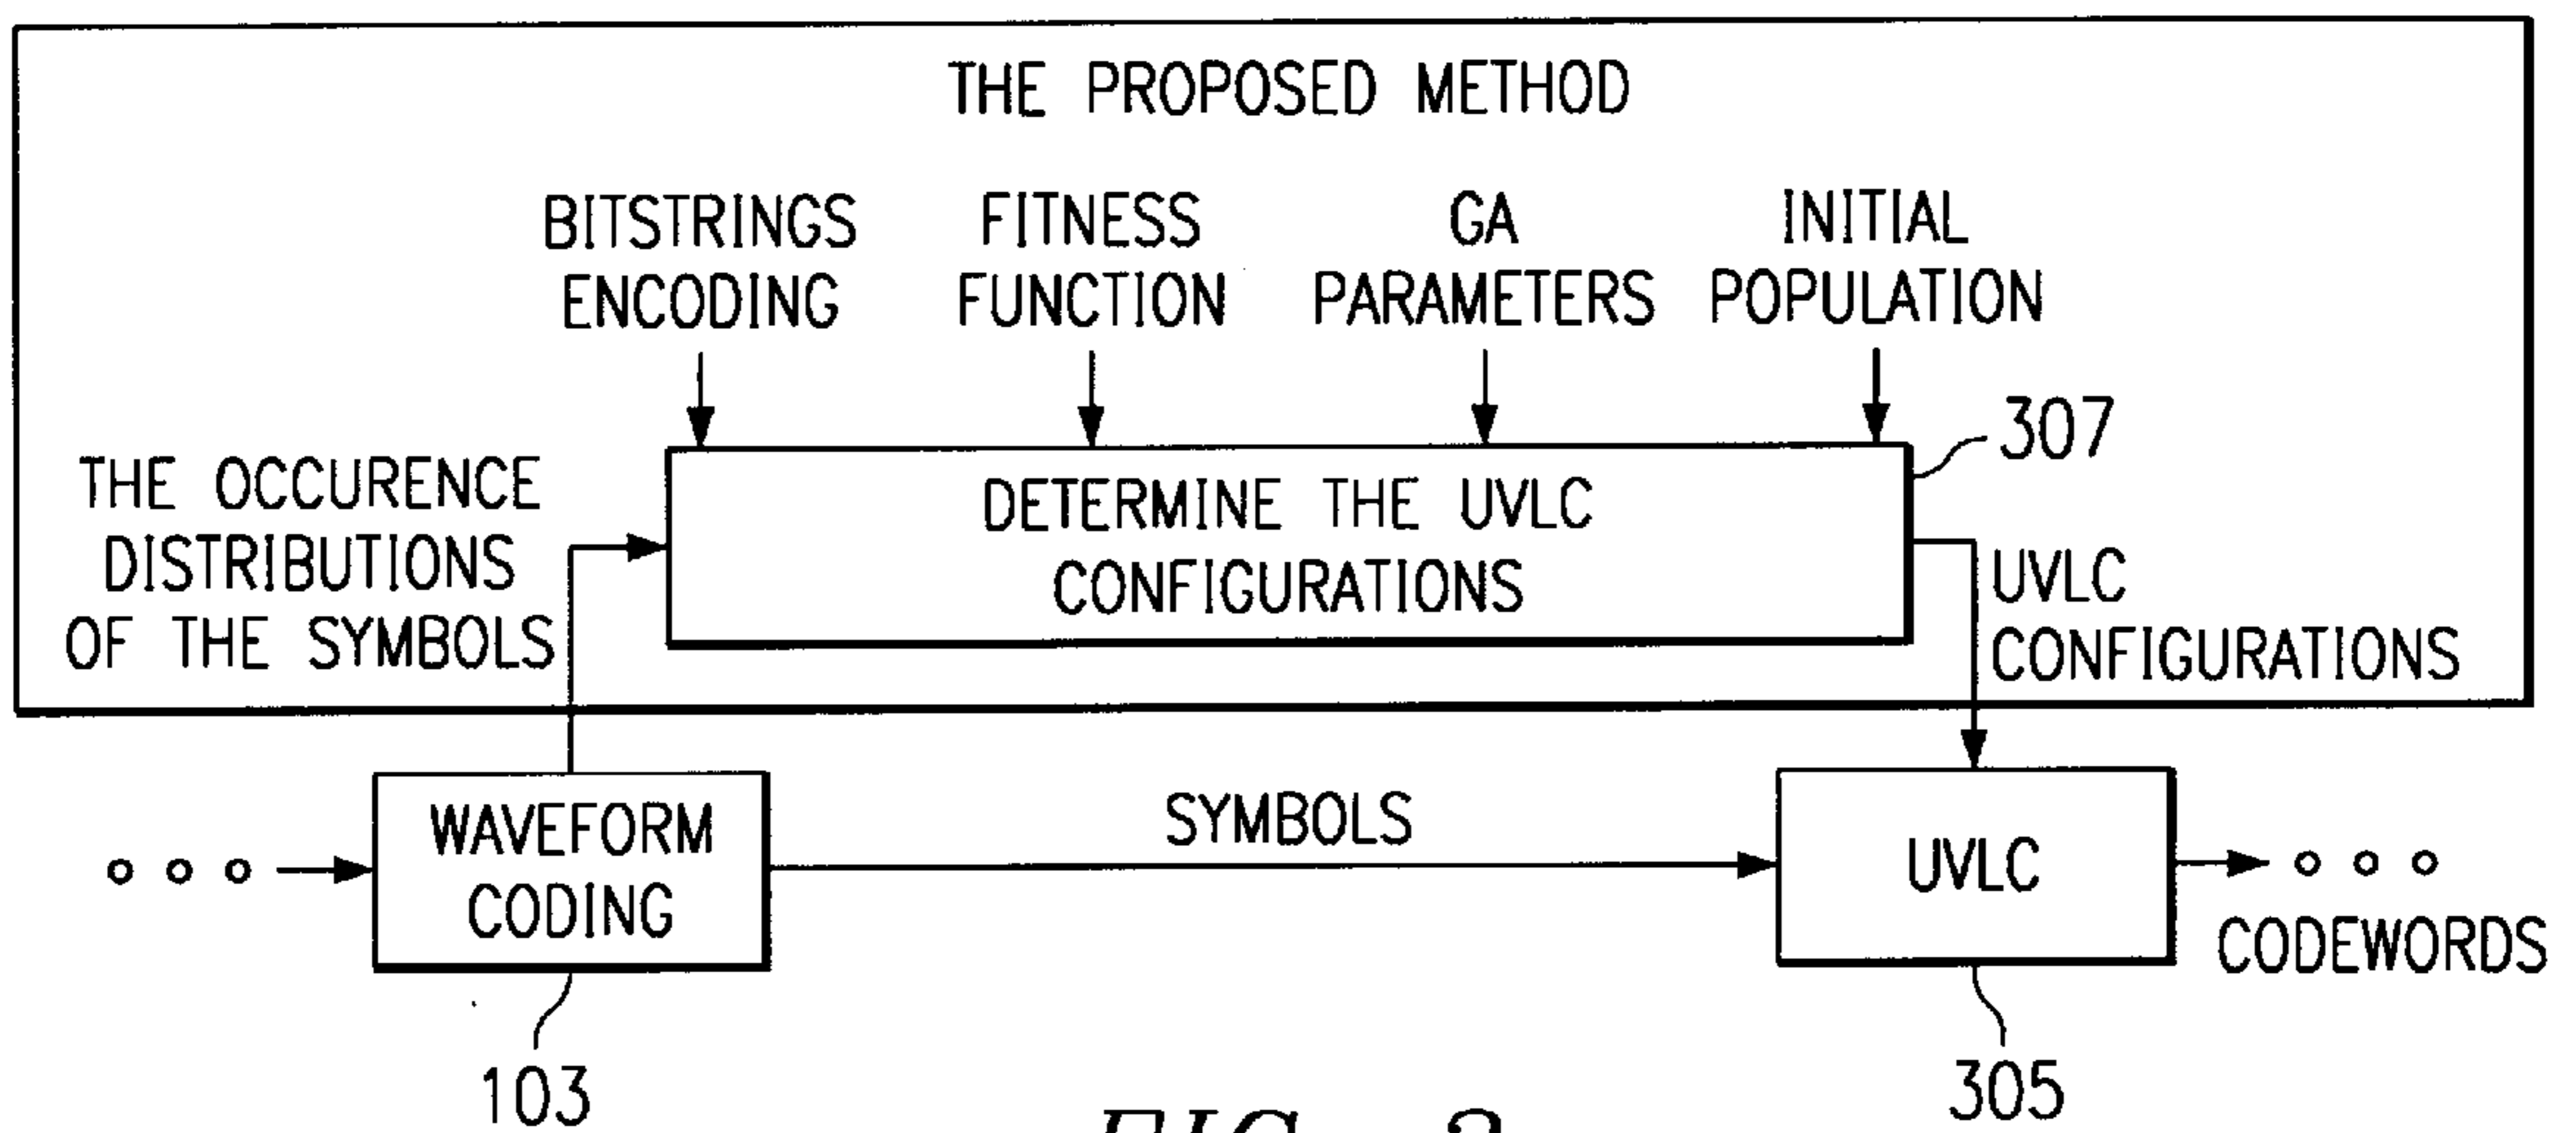 THE PROPOSED METHOD
BITSTRINGS
ENCODING
FITNESS
FUNCTION
GA
PARAMETERS
INITIAL
POPULATION
307
THE OCCURENCE
DISTRIBUTIONS
OF THE SYMBOLS
DETERMINE THE UVLC
CONFIGURATIONS
UVLC
CONFIGURATIONS
WAVEFORM
CODING
SYMBOLS
UVLC
CODEWORDS
103
305
FIG.